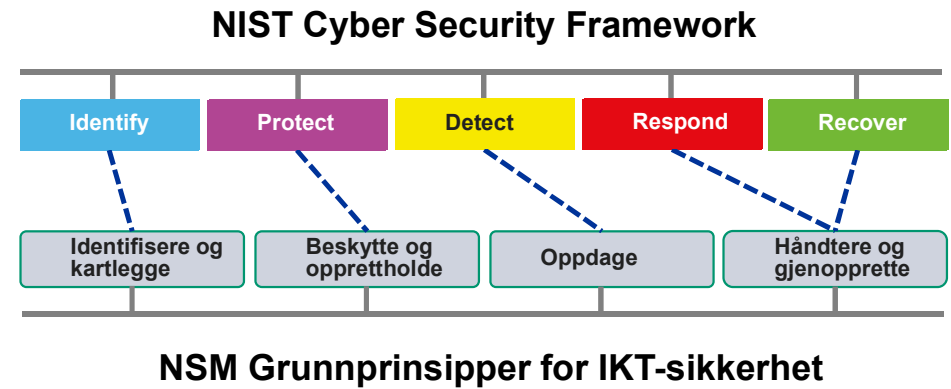 NIST Cyber Security Framework
Identify
Protect
Detect
Respond
Recover
Identifisere og
kartlegge
Beskytte og
opprettholde
Oppdage
Håndtere og
gjenopprette
NSM Grunnprinsipper for IKT-sikkerhet